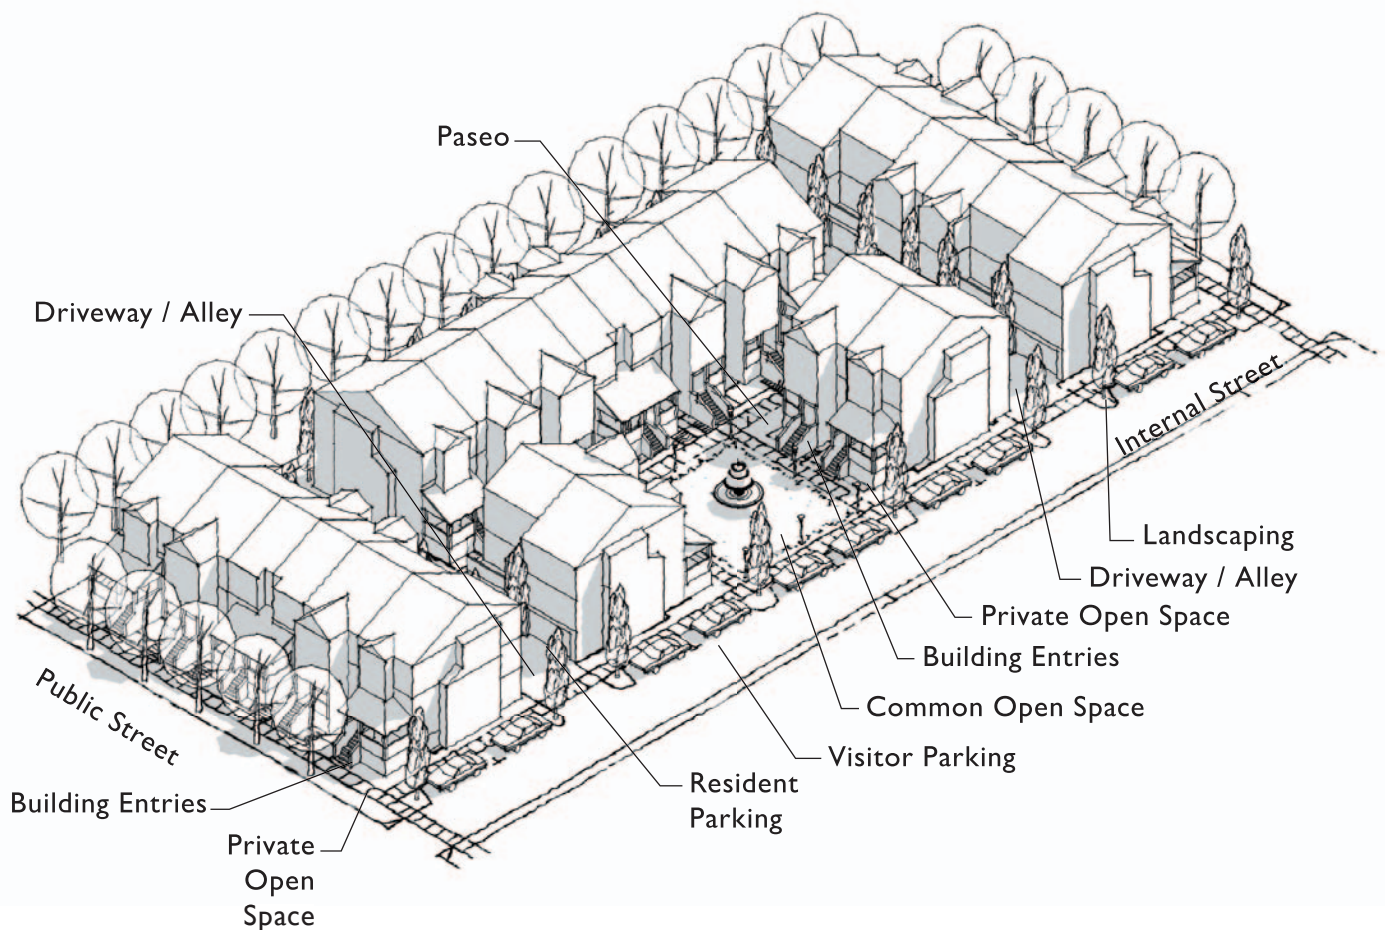 Paseo
Driveway / Alley
Internal Street
Landscaping
Driveway / Alley
Private Open Space
Building Entries
Common Open Space
Visitor Parking
Resident
Parking
Public Street
Building Entries
Private
Open
Space